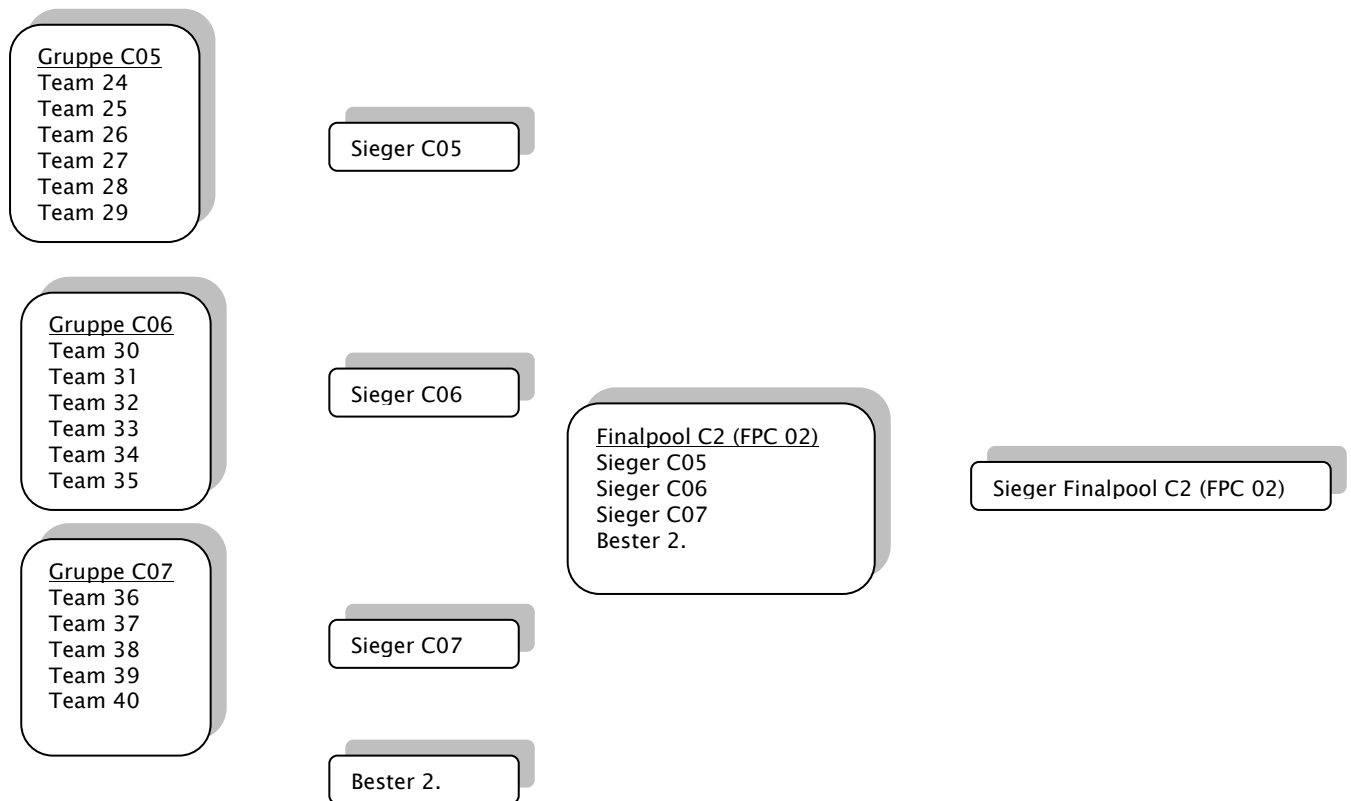 Gruppe C05
Team 24
Team 25
Team 26
Team 27
Team 28
Team 29
Sieger C05
Gruppe C06
Team 30
Team 31
Team 32
Team 33
Team 34
Team 35
Sieger C06
Finalpool C2 (FPC 02)
Sieger C05
Sieger C06
Sieger C07
Bester 2.
Sieger Finalpool C2 (FPC 02)
Gruppe C07
Team 36
Team 37
Team 38
Team 39
Team 40
Sieger C07
Bester 2.